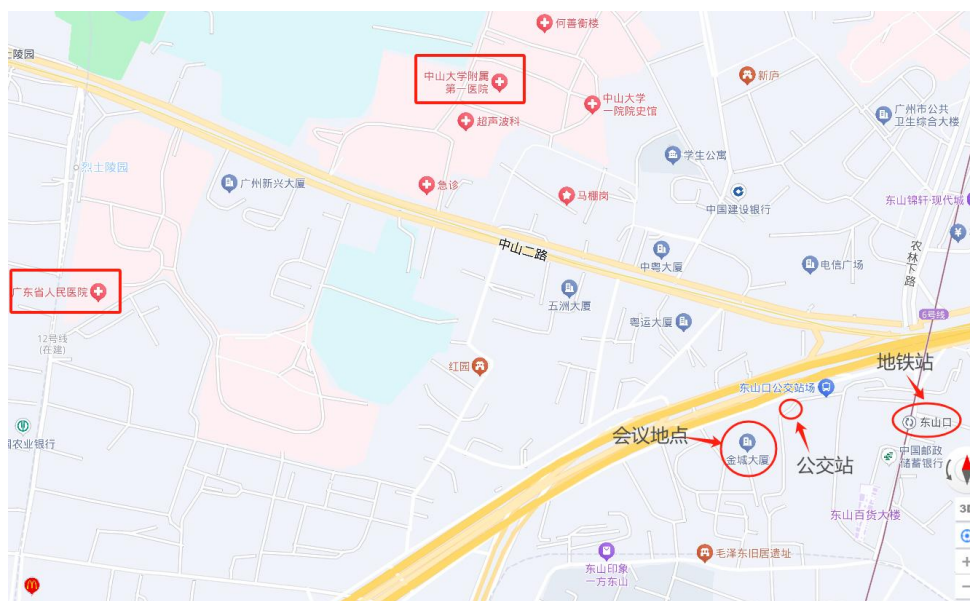 何善衡楼
陵园
中山大学附属
第一医院
新庐
中山大学
一院院史馆
广州市公共
卫生综合大楼
超声波科
学生公寓
烈士陵园
广州新兴大厦
急诊
马棚岗
中国建设银行
东山锦轩·现代城
农林下路
中山二路
中粤大厦
电信广场
广东省人民医院
五洲大厦
6号线
粤运大厦
12号线
(在建)
地铁站
红园
东山口公交站场
东山口
国农业银行
会议地点
金城大厦
公交站
中国邮政
储蓄银行
3D
东山百货大楼
毛泽东旧居遗址
东山印象
一方东山